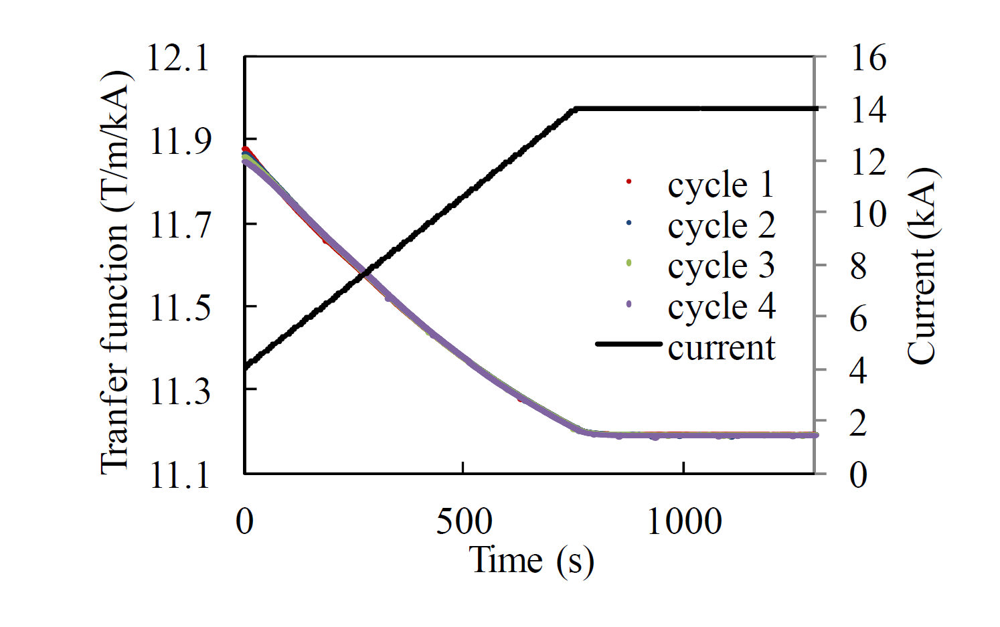 Tranfer function (T/m/kA)
12.1
11.9
11.7
11.5
11.3
11.1
0
500
1000
Time (s)
16
14
12
10
8
6
4
2
0
Current (kA)
cycle 1
cycle 2
cycle 3
cycle 4
current